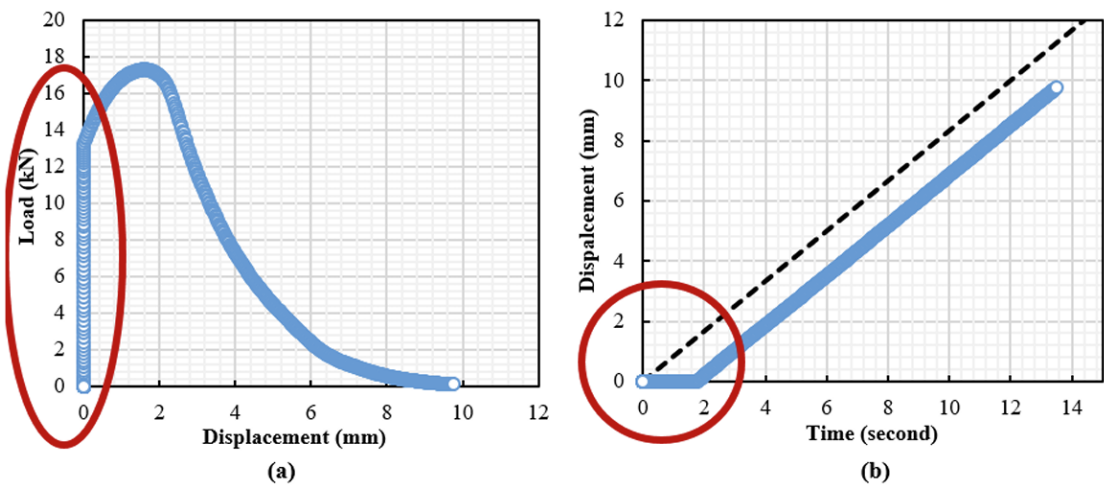 20
18
16
14
12
10
8
6
4
2
0
Load (kN)
0 2 4 6 8 10 12
Displacement (mm)
(a)
10
8
6
4
2
0
Dispalcement (mm)
0 2 4 6 8 10 12 14
Time (second)
(b)